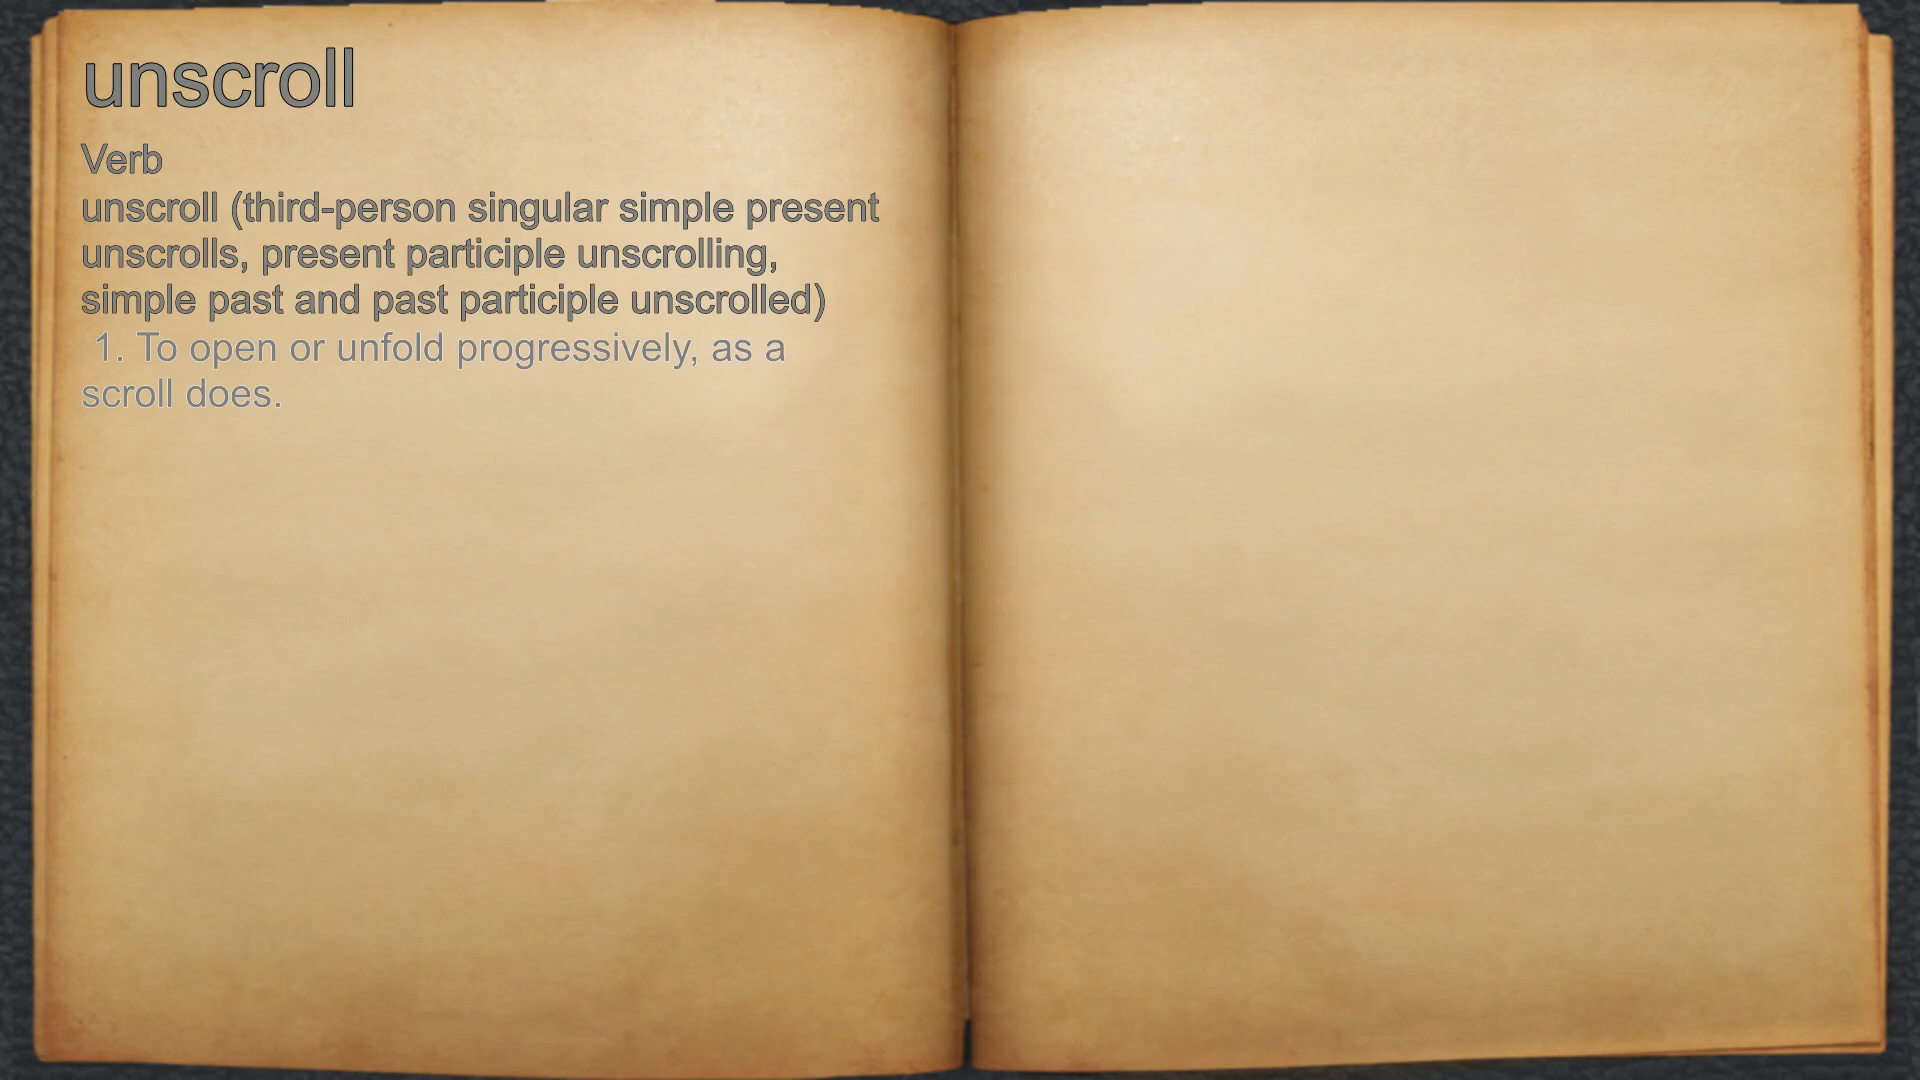 unscroll
Verb
unscroll (third-person singular simple present
unscrolls, present participle unscrolling,
simple past and past participle unscrolled)
1. To open or unfold progressively, as a
scroll does.